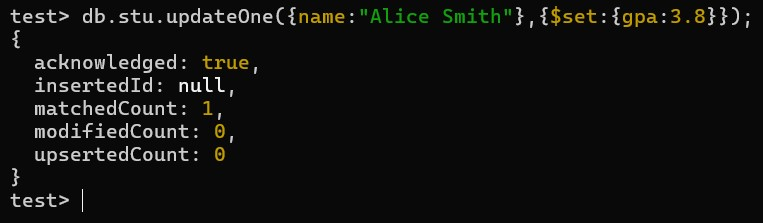 test> db.stu.updateOne({name:"Alice Smith"},{$set:{gpa:3.8}});
{
  acknowledged: true,
  insertedId: null,
  matchedCount: 1,
  modifiedCount: 0,
  upsertedCount: 0
}
test>